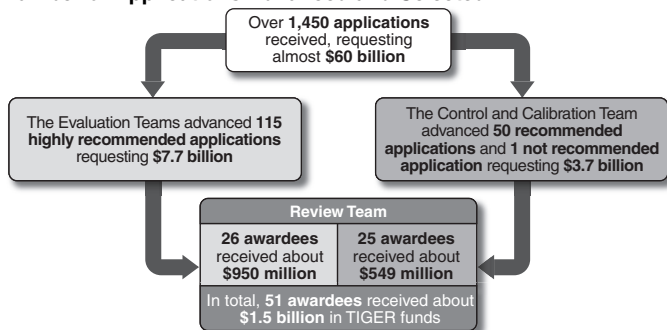 Over 1,450 applications
received, requesting
almost $60 billion
The Evaluation Teams advanced 115
highly recommended applications
requesting $7.7 billion
The Control and Calibration Team
advanced 50 recommended
applications and 1 not recommended
application requesting $3.7 billion
Review Team
26 awardees
received about
$950 million
25 awardees
received about
$549 million
In total, 51 awardees received about
$1.5 billion in TIGER funds